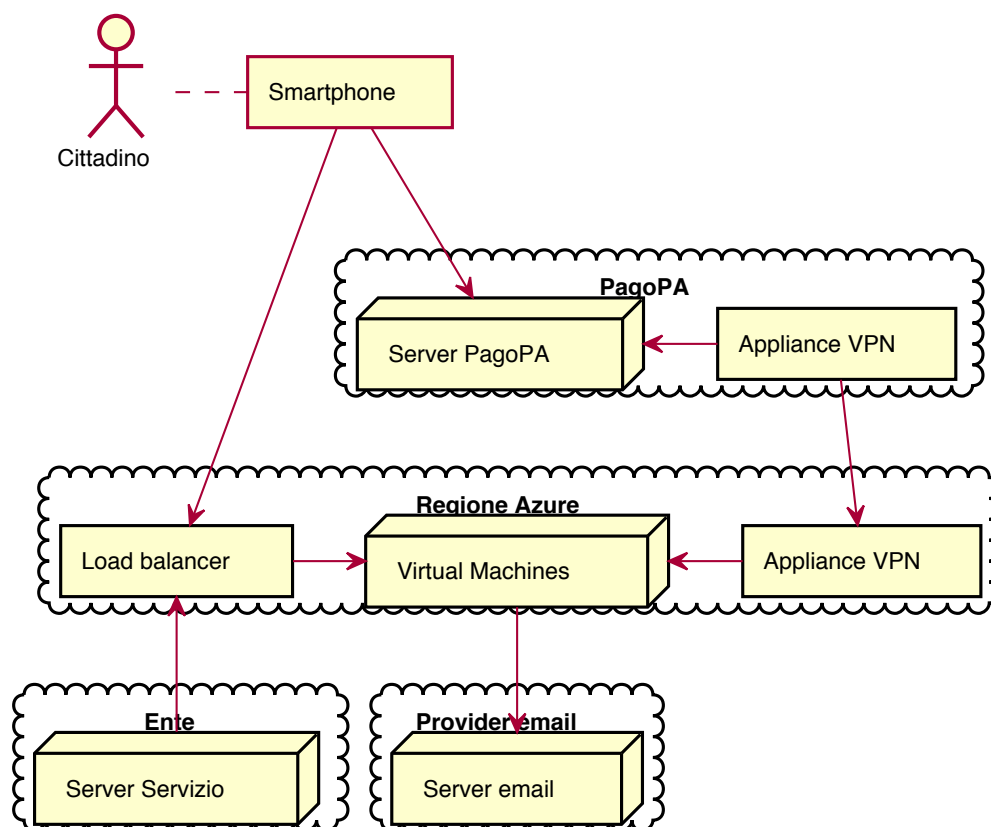 Smartphone
Cittadino
PagoPA
Server PagoPA
Appliance VPN
Regione Azure
Load balancer
Virtual Machines
Appliance VPN
Ente
Provider email
Server Servizio
Server email